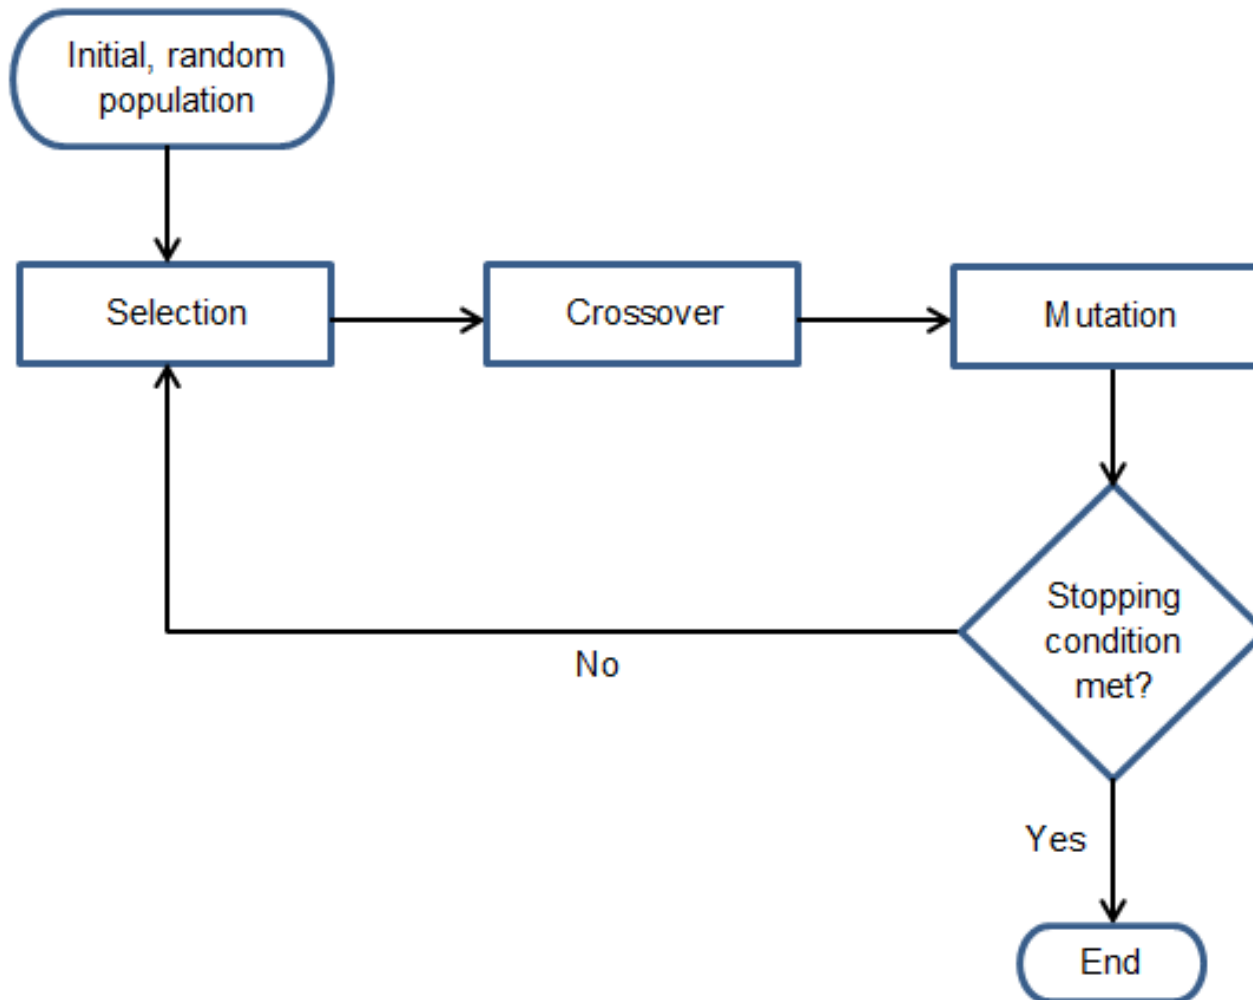 Initial, random
population
Selection
Crossover
Mutation
Stopping
condition
met?
No
Yes
End